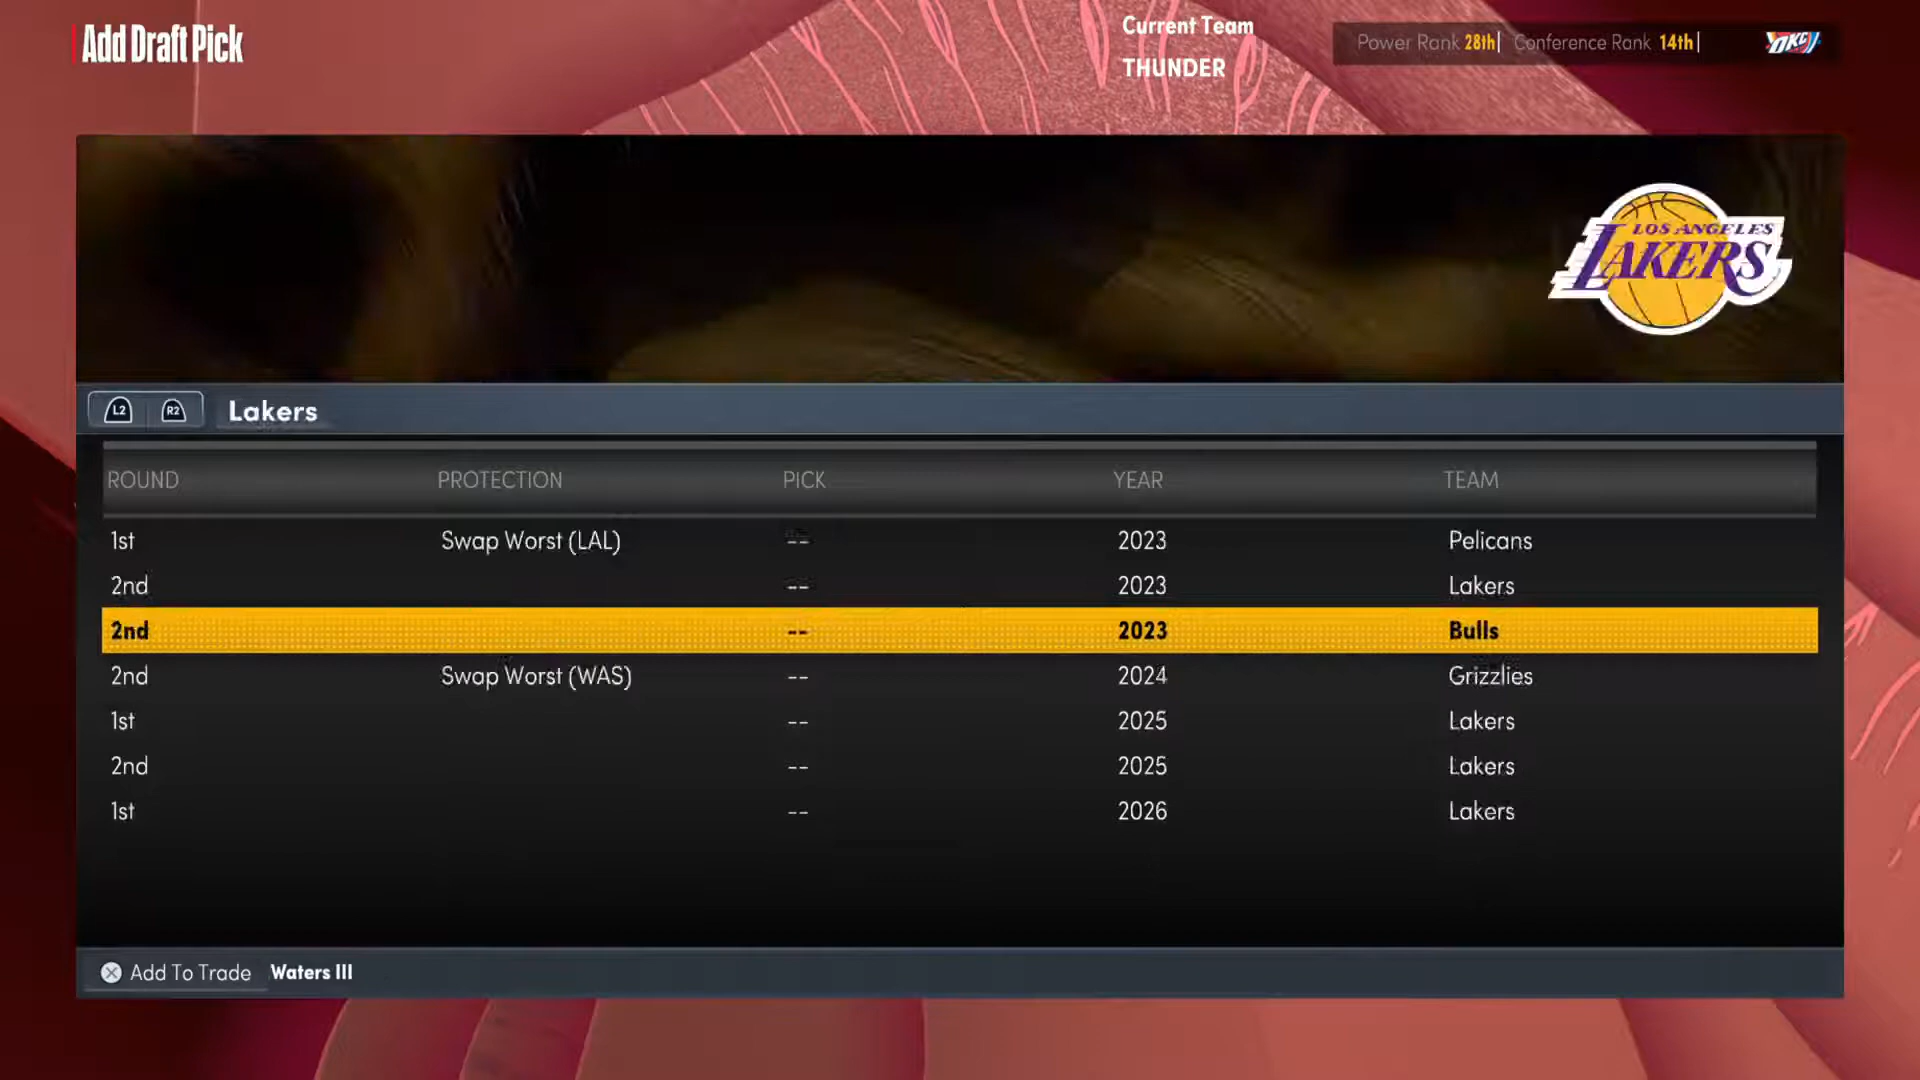 Add Draft Pick
Current Team
THUNDER
Power Rank 28th| Conference Rank 14th|
OKC
LOS ANGELES
LAKERS
L2 R2 Lakers
ROUND PROTECTION PICK YEAR TEAM
1st Swap Worst (LAL) -- 2023 Pelicans
2nd -- 2023 Lakers
2nd -- 2023 Bulls
2nd Swap Worst (WAS) -- 2024 Grizzlies
1st -- 2025 Lakers
2nd -- 2025 Lakers
1st -- 2026 Lakers
Add To Trade Waters III